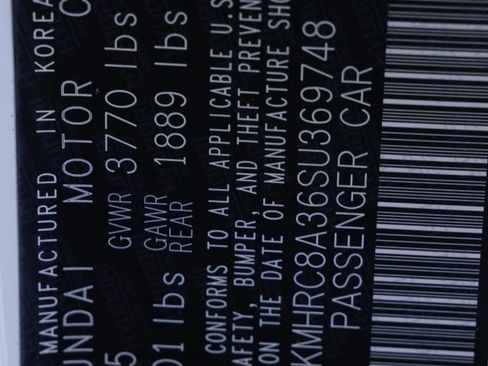 MANUFACTURED IN KOREA
UNDAI MOTOR C
5 GVWR 3770 lbs
01 lbs GAWR REAR 1889 lbs
CONFORMS TO ALL APPLICABLE U.S
AFETY, BUMPER, AND THEFT PREVEN
ON THE DATE OF MANUFACTURE SHO
KMHRC8A36SU369748
PASSENGER CAR